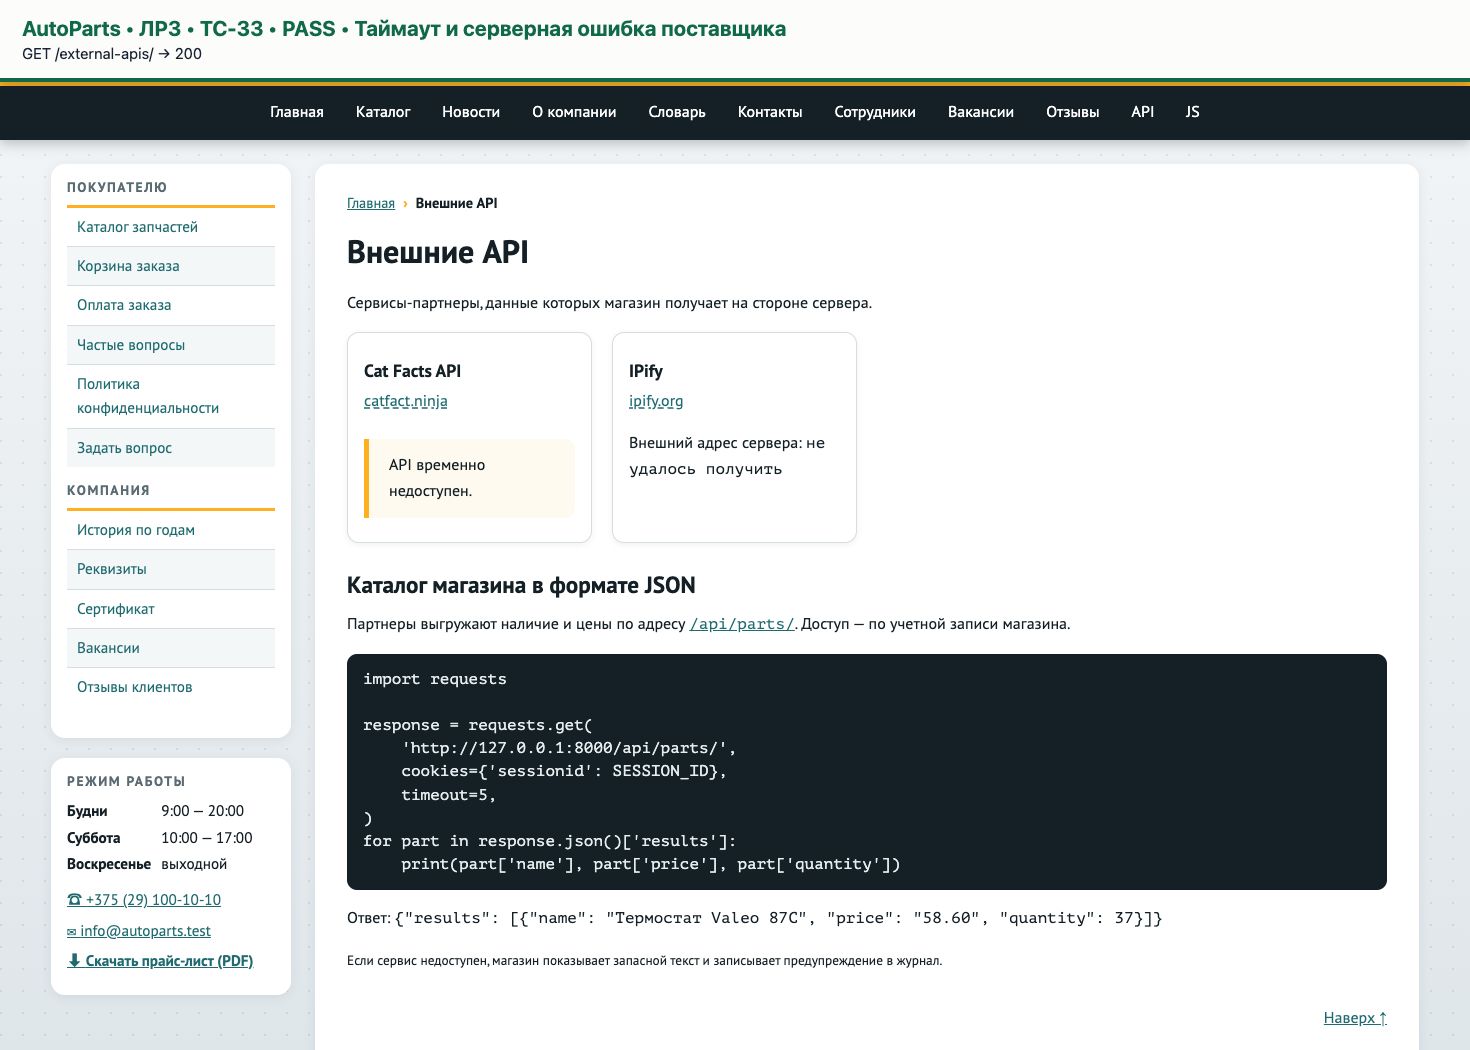 AutoParts • ЛР3 • TC-33 • PASS • Таймаут и серверная ошибка поставщика
GET /external-apis/ → 200
Главная Каталог Новости О компании Словарь Контакты Сотрудники Вакансии Отзывы API JS
ПОКУПАТЕЛЮ
Каталог запчастей
Корзина заказа
Оплата заказа
Частые вопросы
Политика
конфиденциальности
Задать вопрос
КОМПАНИЯ
История по годам
Реквизиты
Сертификат
Вакансии
Отзывы клиентов
РЕЖИМ РАБОТЫ
Будни 9:00 — 20:00
Суббота 10:00 — 17:00
Воскресенье выходной
☎ +375 (29) 100-10-10
✉ info@autoparts.test
⬇ Скачать прайс-лист (PDF)
Главная › Внешние API
Внешние API
Сервисы-партнеры, данные которых магазин получает на стороне сервера.
Cat Facts API
catfact.ninja
API временно
недоступен.
IPify
ipify.org
Внешний адрес сервера: не
удалось получить
Каталог магазина в формате JSON
Партнеры выгружают наличие и цены по адресу /api/parts/. Доступ — по учетной записи магазина.
import requests
response = requests.get(
    'http://127.0.0.1:8000/api/parts/',
    cookies={'sessionid': SESSION_ID},
    timeout=5,
)
for part in response.json()['results']:
    print(part['name'], part['price'], part['quantity'])
Ответ: {"results": [{"name": "Термостат Valeo 87C", "price": "58.60", "quantity": 37}]}
Если сервис недоступен, магазин показывает запасной текст и записывает предупреждение в журнал.
Наверх ↑